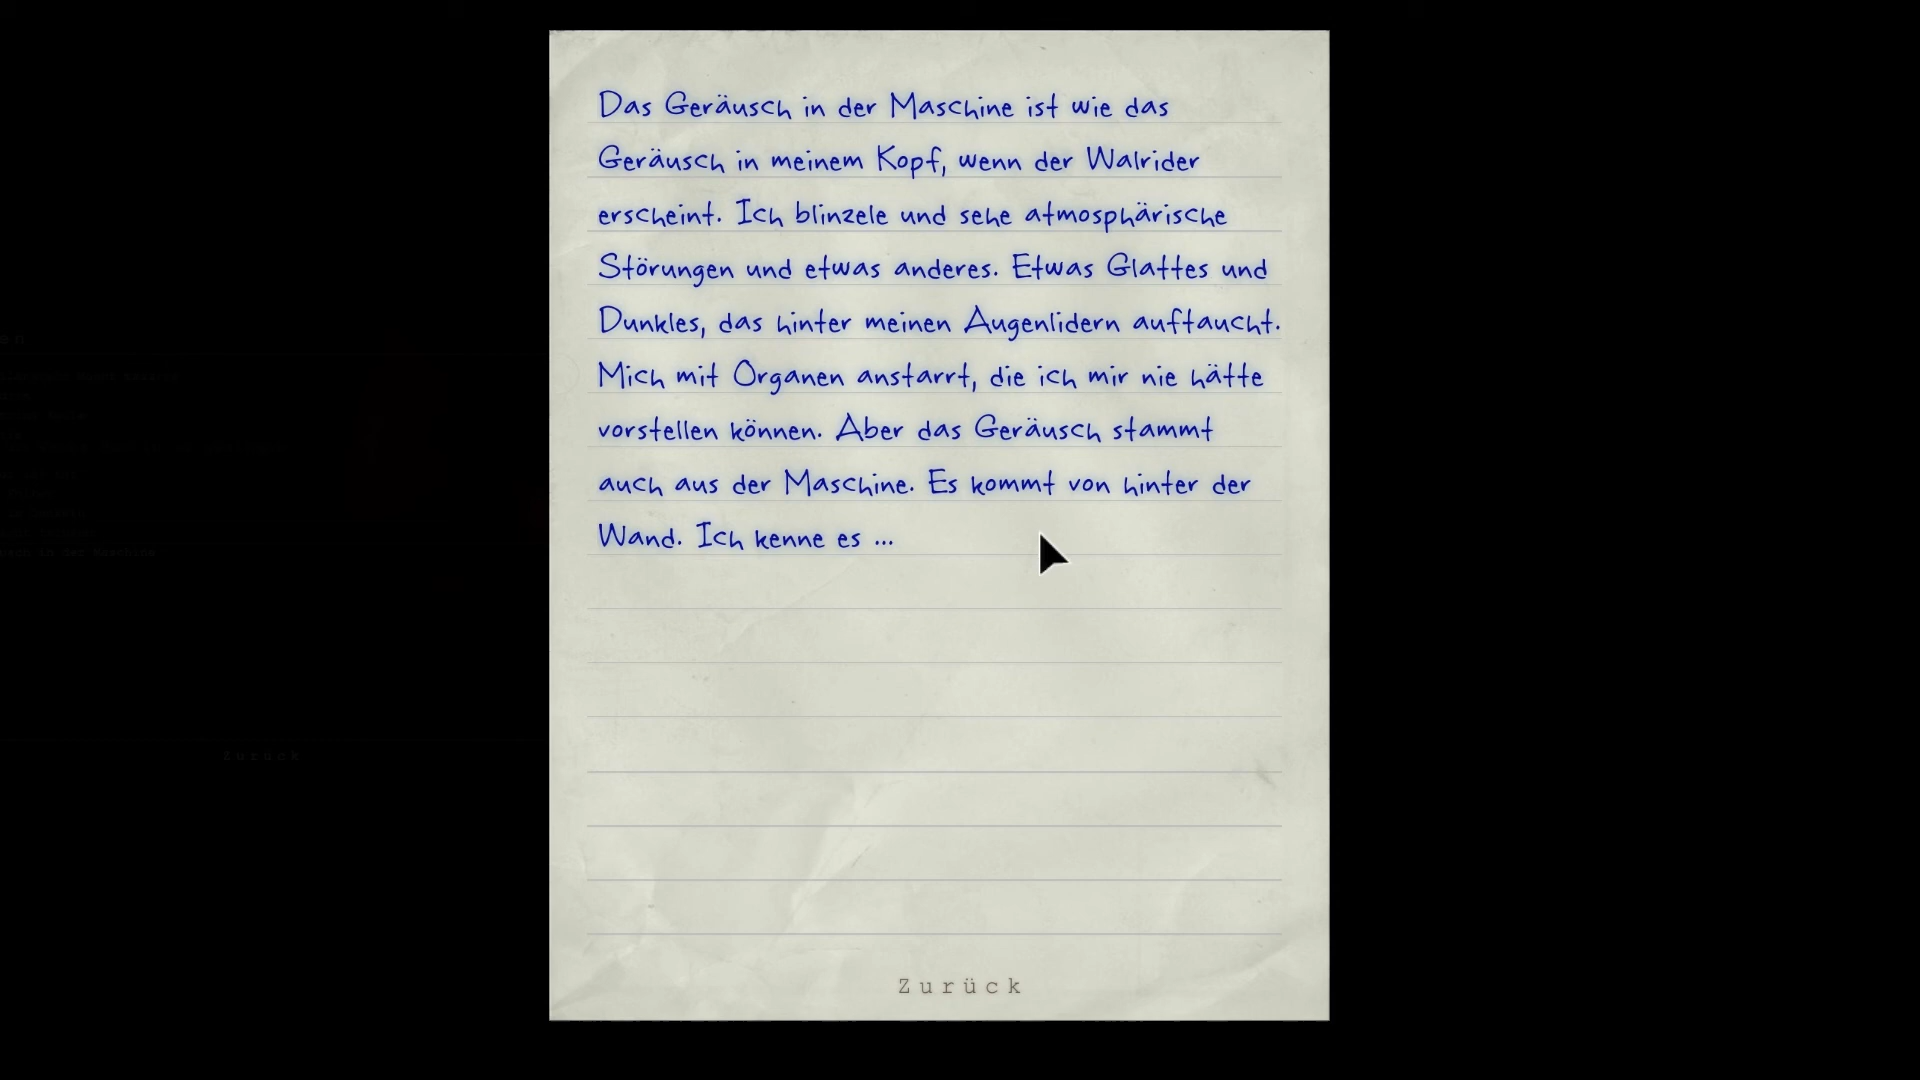 Das Geräusch in der Maschine ist wie das
Geräusch in meinem Kopf, wenn der Walrider
erscheint. Ich blinzele und sehe atmosphärische
Störungen und etwas anderes. Etwas Glattes und
Dunkles, das hinter meinen Augenlidern auftaucht.
Mich mit Organen anstarrt, die ich mir nie hätte
vorstellen können. Aber das Geräusch stammt
auch aus der Maschine. Es kommt von hinter der
Wand. Ich kenne es ...
Zurück
Zurück